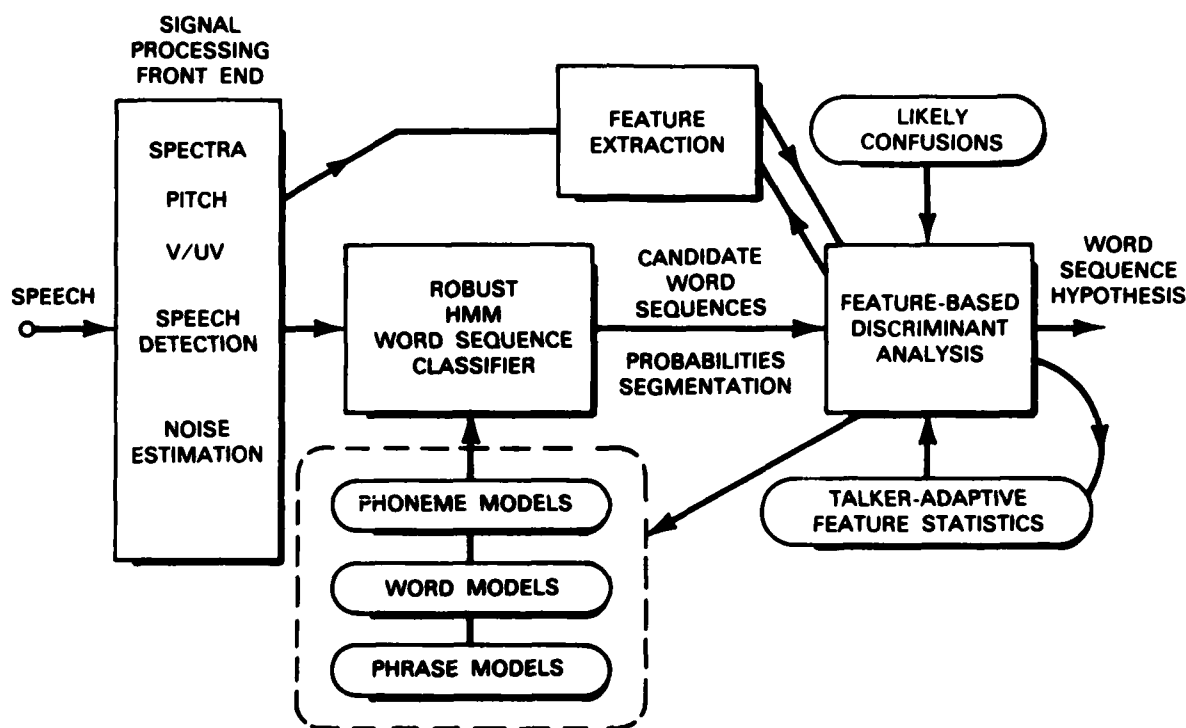 SIGNAL
PROCESSING
FRONT END
SPECTRA
PITCH
V/UV
SPEECH
DETECTION
NOISE
ESTIMATION
SPEECH
FEATURE
EXTRACTION
LIKELY
CONFUSIONS
ROBUST
HMM
WORD SEQUENCE
CLASSIFIER
CANDIDATE
WORD
SEQUENCES
PROBABILITIES
SEGMENTATION
FEATURE-BASED
DISCRIMINANT
ANALYSIS
WORD
SEQUENCE
HYPOTHESIS
PHONEME MODELS
WORD MODELS
PHRASE MODELS
TALKER-ADAPTIVE
FEATURE STATISTICS